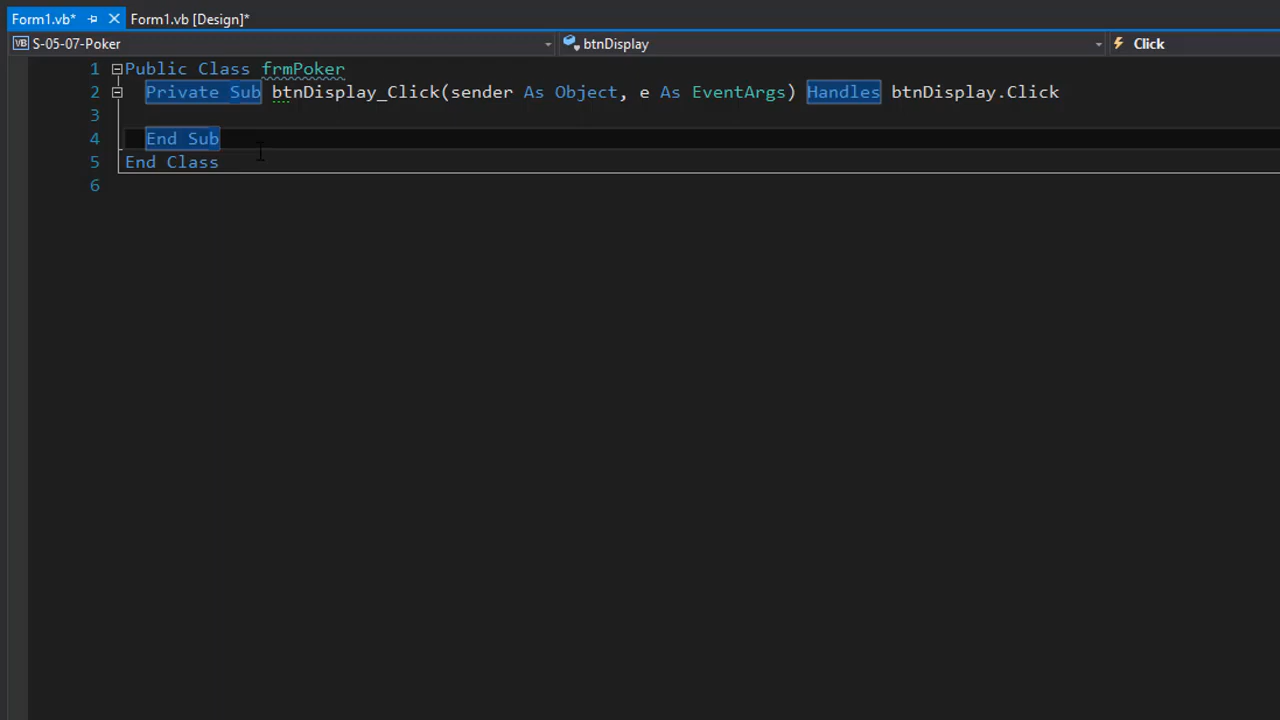 Form1.vb* Form1.vb [Design]*
VB S-05-07-Poker btnDisplay Click
1 Public Class frmPoker
2 Private Sub btnDisplay_Click(sender As Object, e As EventArgs) Handles btnDisplay.Click
3
4 End Sub
5 End Class
6